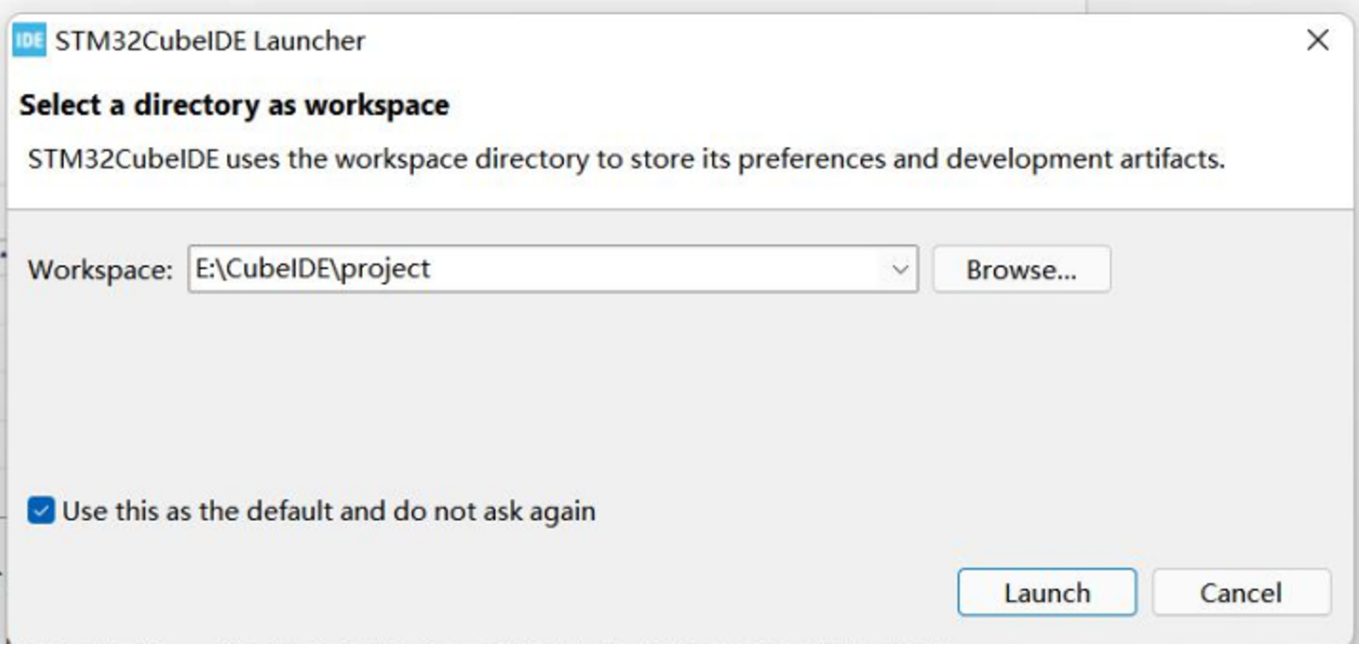 IDE STM32CubeIDE Launcher
Select a directory as workspace
STM32CubeIDE uses the workspace directory to store its preferences and development artifacts.
Workspace: E:\CubeIDE\project Browse...
Use this as the default and do not ask again
Launch Cancel